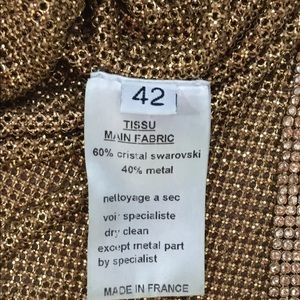 42
TISSU
MAIN FABRIC
60% cristal swarovski
40% metal
nettoyage a sec
voir specialiste
dry clean
except metal part
by specialist
MADE IN FRANCE